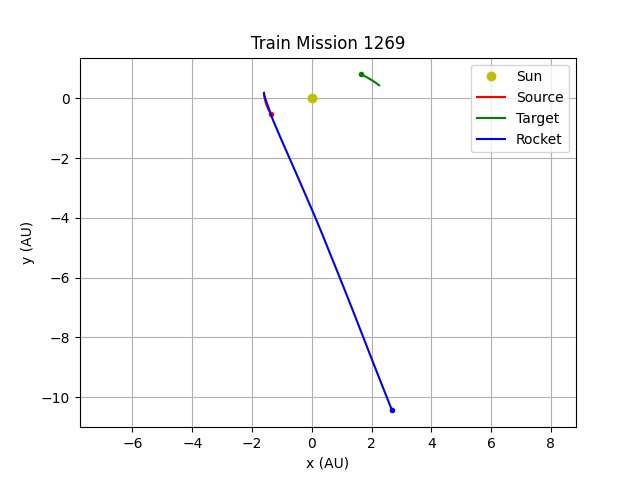 Train Mission 1269
Sun
Source
Target
Rocket
y (AU)
0
−2
−4
−6
−8
−10
−6
−4
−2
0
2
4
6
8
x (AU)